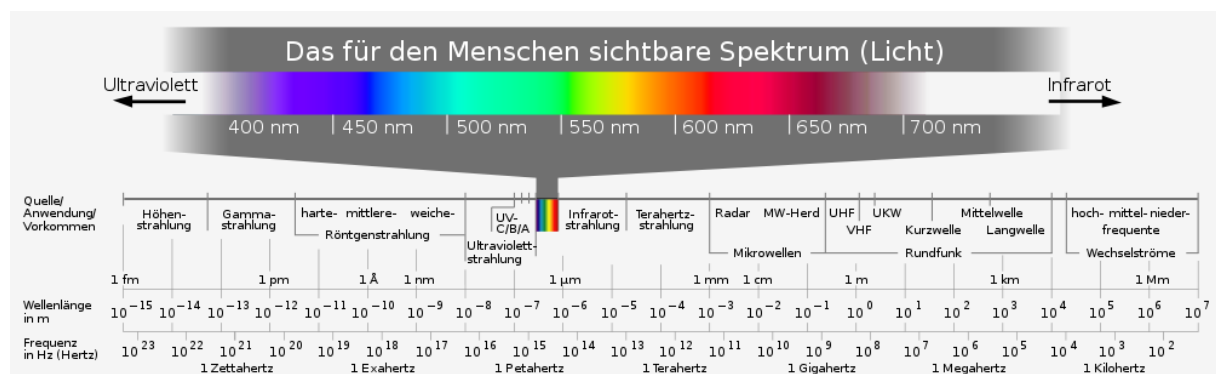 Das für den Menschen sichtbare Spektrum (Licht)
Ultraviolett
Infrarot
400 nm 450 nm 500 nm 550 nm 600 nm 650 nm 700 nm
Quelle/
Anwendung/
Vorkommen
Höhen-
strahlung
Gamma-
strahlung
harte- mittlere- weiche-
Röntgenstrahlung
UV-
C/B/A
Ultraviolett-
strahlung
Infrarot-
strahlung
Terahertz-
strahlung
Radar MW-Herd
Mikrowellen
UHF UKW Mittelwelle
VHF Kurzwelle Langwelle
Rundfunk
hoch- mittel- nieder-
frequente
Wechselströme
1 fm 1 pm 1 Å 1 nm 1 µm 1 mm 1 cm 1 m 1 km 1 Mm
Wellenlänge
in m
10⁻¹⁵ 10⁻¹⁴ 10⁻¹³ 10⁻¹² 10⁻¹¹ 10⁻¹⁰ 10⁻⁹ 10⁻⁸ 10⁻⁷ 10⁻⁶ 10⁻⁵ 10⁻⁴ 10⁻³ 10⁻² 10⁻¹ 10⁰ 10¹ 10² 10³ 10⁴ 10⁵ 10⁶ 10⁷
Frequenz
in Hz (Hertz)
10²³ 10²² 10²¹ 10²⁰ 10¹⁹ 10¹⁸ 10¹⁷ 10¹⁶ 10¹⁵ 10¹⁴ 10¹³ 10¹² 10¹¹ 10¹⁰ 10⁹ 10⁸ 10⁷ 10⁶ 10⁵ 10⁴ 10³ 10²
1 Zettahertz 1 Exahertz 1 Petahertz 1 Terahertz 1 Gigahertz 1 Megahertz 1 Kilohertz